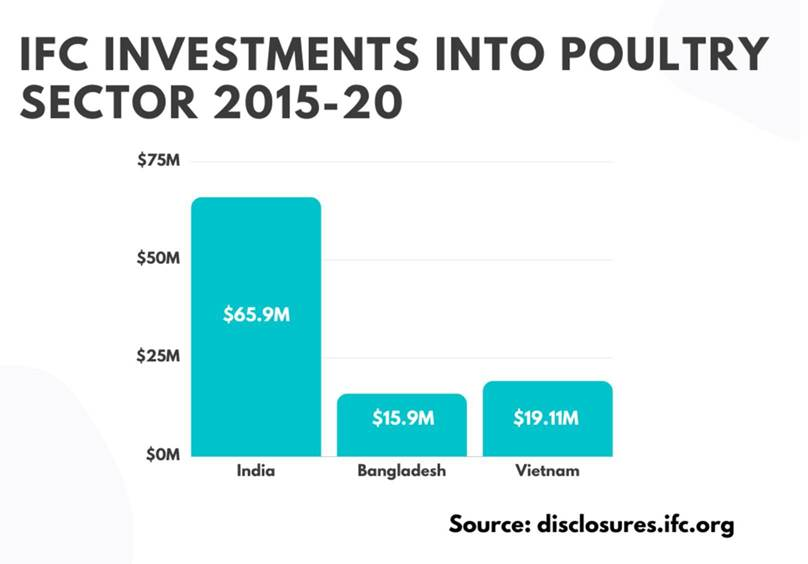 IFC INVESTMENTS INTO POULTRY
SECTOR 2015-20
$75M
$50M
$25M
$0M
$65.9M
$15.9M
$19.11M
India
Bangladesh
Vietnam
Source: disclosures.ifc.org